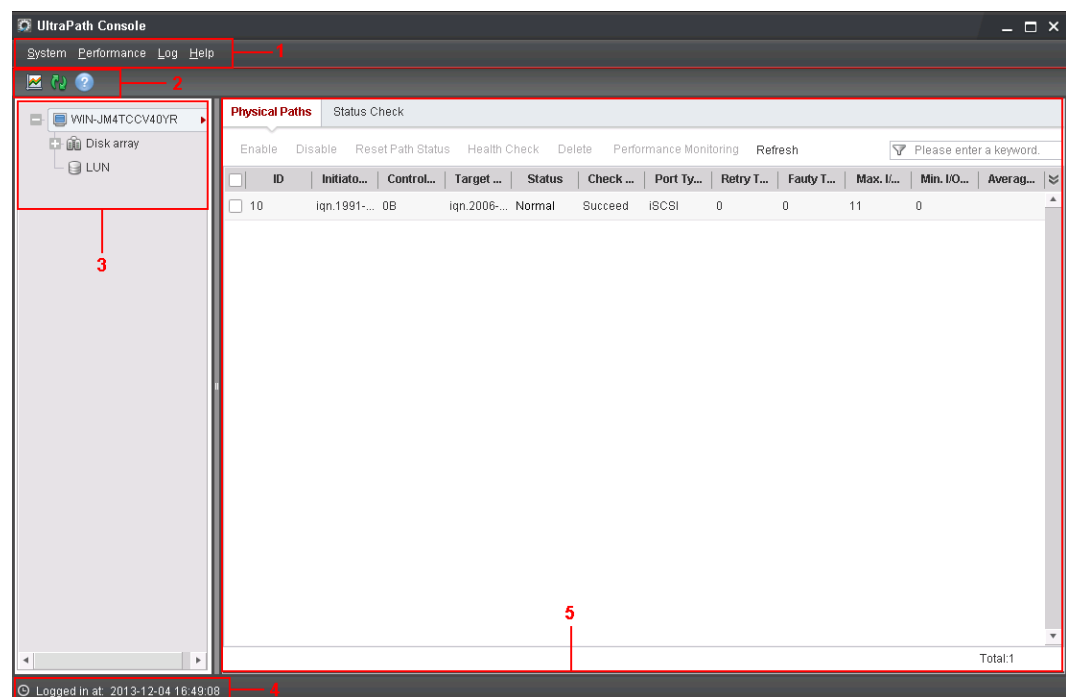 UltraPath Console
System Performance Log Help 1
2
WIN-JM4TCCV40YR
Disk array
LUN
3
Physical Paths Status Check
Enable Disable Reset Path Status Health Check Delete Performance Monitoring Refresh Please enter a keyword.
ID Initiato... Control... Target ... Status Check ... Port Ty... Retry T... Fauty T... Max. I/... Min. I/O... Averag...
10 iqn.1991-... 0B iqn.2006-... Normal Succeed iSCSI 0 0 11 0
5
Total:1
Logged in at: 2013-12-04 16:49:08 4